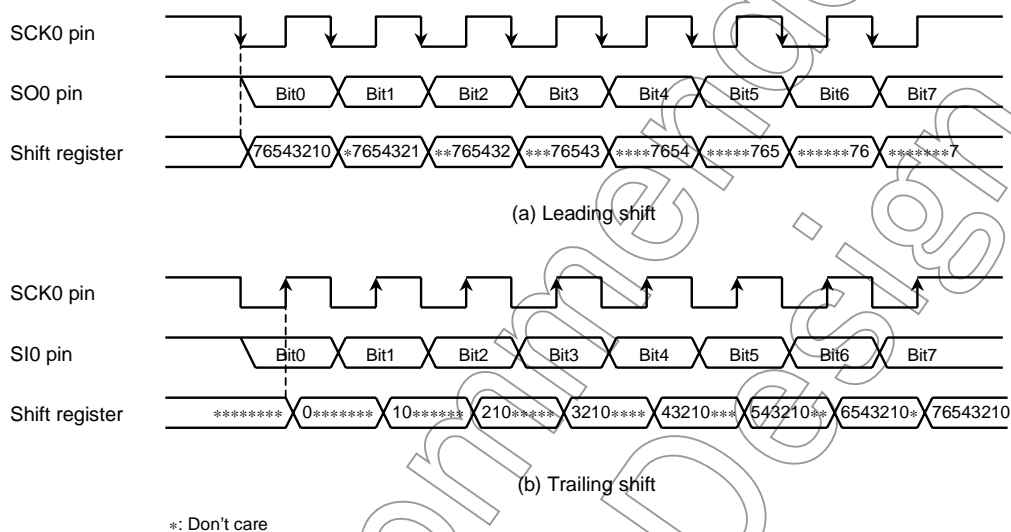 SCK0 pin
SO0 pin Bit0 Bit1 Bit2 Bit3 Bit4 Bit5 Bit6 Bit7
Shift register 76543210 *7654321 **765432 ***76543 ****7654 *****765 ******76 *******7
(a) Leading shift
SCK0 pin
SI0 pin Bit0 Bit1 Bit2 Bit3 Bit4 Bit5 Bit6 Bit7
Shift register ******** 0******* 10****** 210***** 3210**** 43210*** 543210** 6543210* 76543210
(b) Trailing shift
*: Don't care
ommende
Design